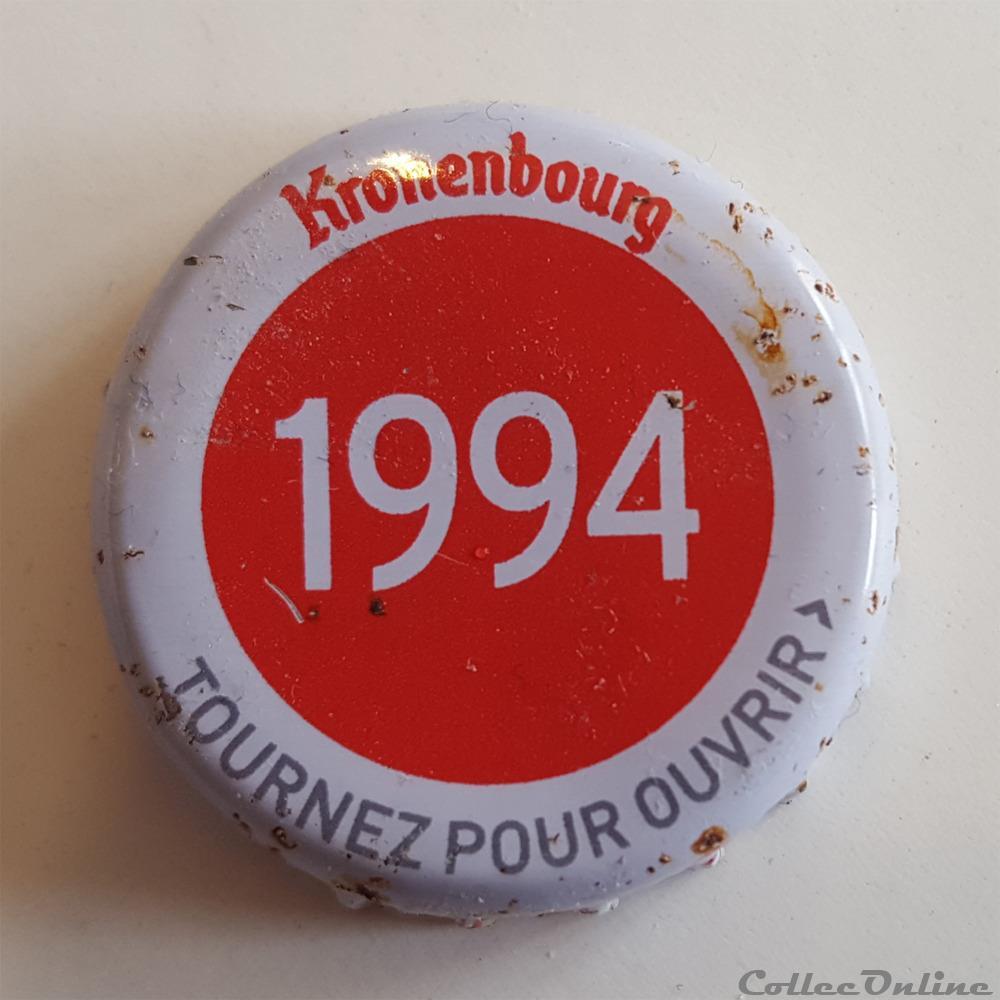 Kronenbourg
1994
TOURNEZ POUR OUVRIR >
CollecOnline